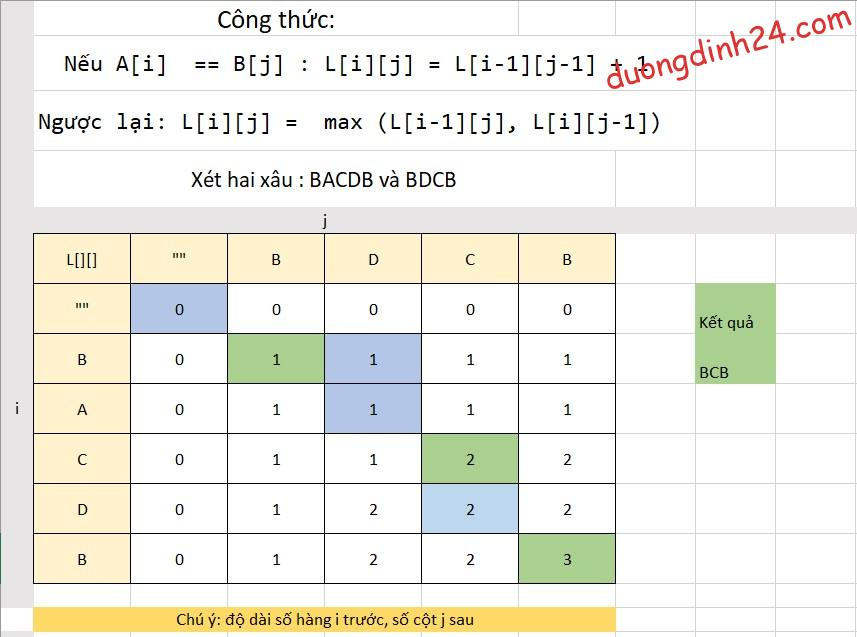 Công thức:
duongdinh24.com
Nếu A[i]  == B[j] : L[i][j] = L[i-1][j-1] + 1
Ngược lại: L[i][j] =  max (L[i-1][j], L[i][j-1])
Xét hai xâu : BACDB và BDCB
j
L[][] "" B D C B
"" 0 0 0 0 0
Kết quả
B 0 1 1 1 1
BCB
i A 0 1 1 1 1
C 0 1 1 2 2
D 0 1 2 2 2
B 0 1 2 2 3
Chú ý: độ dài số hàng i trước, số cột j sau